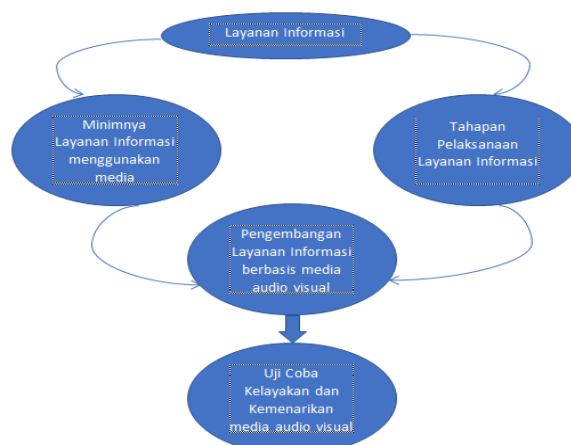 Layanan Informasi
Minimnya
Layanan Informasi
menggunakan
media
Tahapan
Pelaksanaan
Layanan Informasi
Pengembangan
Layanan Informasi
berbasis media
audio visual
Uji Coba
Kelayakan dan
Kemenarikan
media audio visual